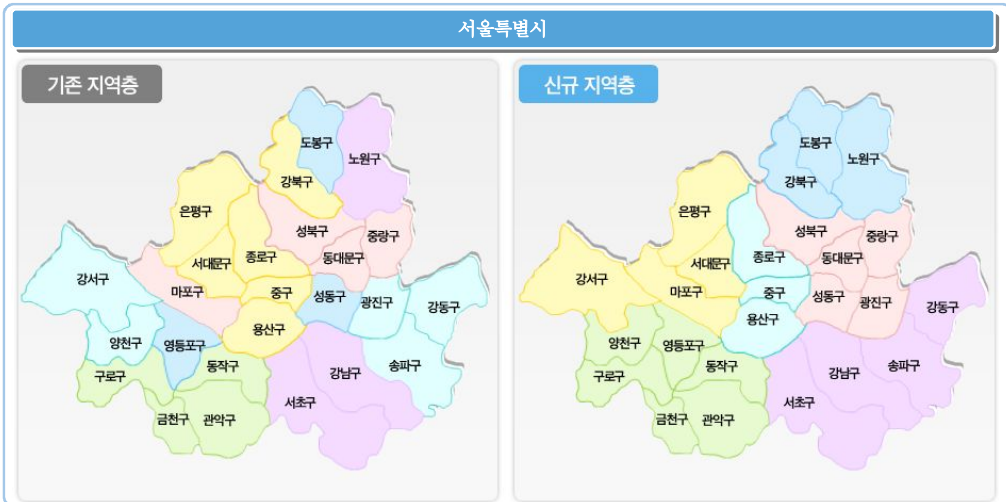 서울특별시
기존 지역층
도봉구
노원구
강북구
은평구
성북구
중랑구
서대문구
종로구
동대문구
강서구
마포구
중구
성동구
광진구
강동구
용산구
양천구
영등포구
동작구
송파구
구로구
강남구
서초구
금천구
관악구
신규 지역층
도봉구
노원구
강북구
은평구
성북구
중랑구
서대문구
종로구
동대문구
강서구
마포구
중구
성동구
광진구
강동구
용산구
양천구
영등포구
동작구
송파구
구로구
강남구
서초구
금천구
관악구